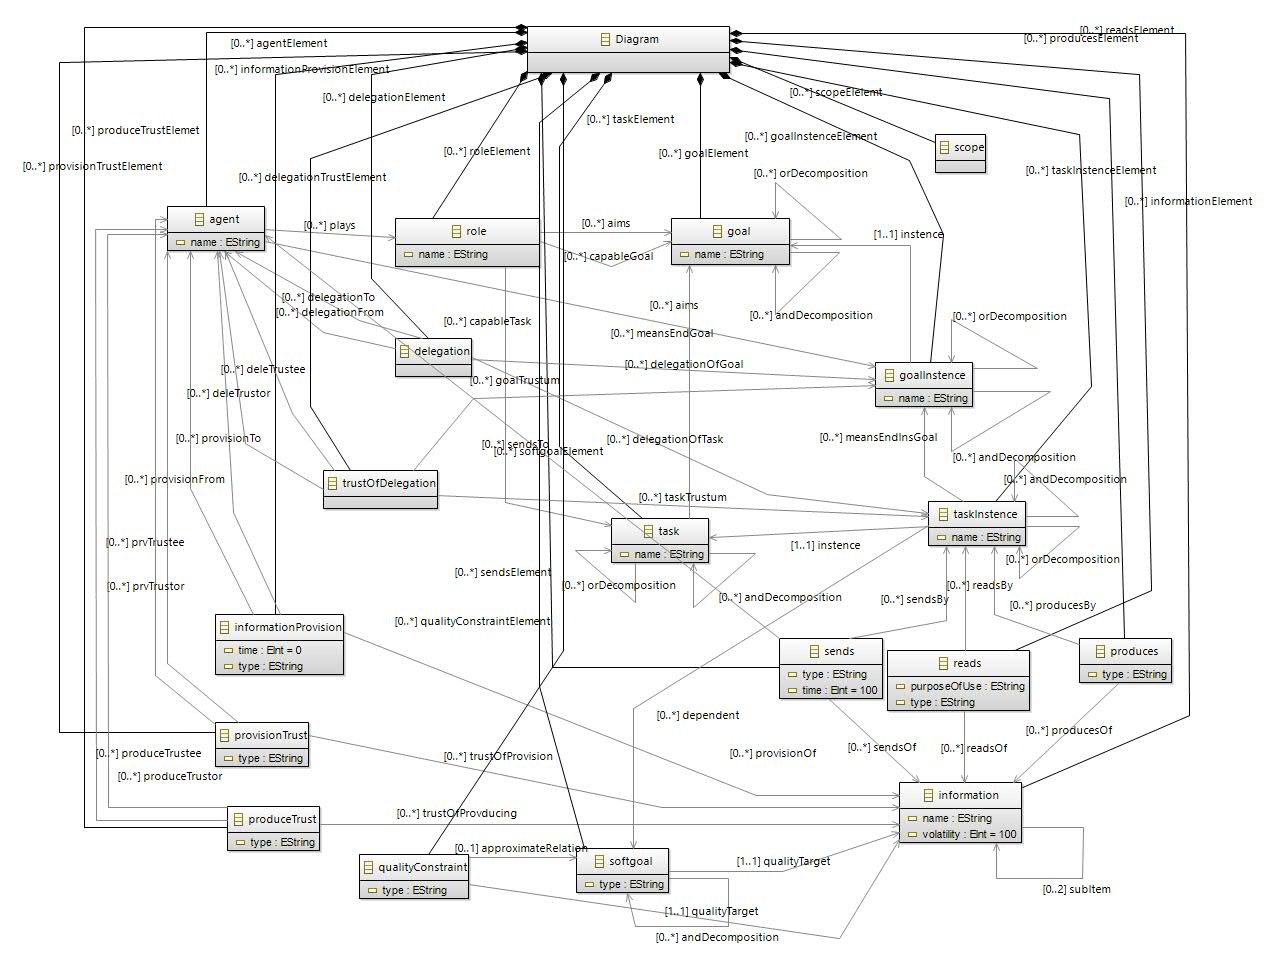 [0..*] readsElement
Diagram
[0..*] producesElement
[0..*] agentElement
[0..*] informationProvisionElement
[0..*] scopeElelemt
[0..*] delegationElement
[0..*] taskElement
[0..*] produceTrustElemet
[0..*] goalInstenceElement
scope
[0..*] roleElement
[0..*] goalElement
[0..*] provisionTrustElement
[0..*] taskInstenceElement
[0..*] orDecomposition
[0..*] delegationTrustElement
[0..*] informationElement
agent
name : EString
[0..*] plays
role
name : EString
[0..*] aims
[0..*] capableGoal
goal
name : EString
[1..1] instence
[0..*] delegationTo
[0..*] delegationFrom
[0..*] aims
[0..*] capableTask
[0..*] andDecomposition
[0..*] orDecomposition
[0..*] meansEndGoal
delegation
[0..*] delegationOfGoal
[0..*] deleTrustee
goalInstence
name : EString
[0..*] goalTrustum
[0..*] deleTrustor
[0..*] provisionTo
[0..*] sendsTo
[0..*] softgoalElement
[0..*] delegationOfTask
[0..*] meansEndInsGoal
[0..*] andDecomposition
[0..*] provisionFrom
trustOfDelegation
[0..*] andDecomposition
[0..*] taskTrustum
taskInstence
name : EString
task
name : EString
[0..*] prvTrustee
[1..1] instence
[0..*] orDecomposition
[0..*] sendsElement
[0..*] prvTrustor
[0..*] orDecomposition
[0..*] andDecomposition
[0..*] readsBy
[0..*] sendsBy
[0..*] producesBy
[0..*] qualityConstraintElement
informationProvision
time : EInt = 0
type : EString
sends
type : EString
time : EInt = 100
reads
purposeOfUse : EString
type : EString
produces
type : EString
[0..*] dependent
provisionTrust
type : EString
[0..*] producesOf
[0..*] produceTrustee
[0..*] trustOfProvision
[0..*] provisionOf
[0..*] sendsOf
[0..*] readsOf
[0..*] produceTrustor
information
name : EString
volatility : EInt = 100
produceTrust
type : EString
[0..*] trustOfProvducing
[0..1] approximateRelation
qualityConstraint
type : EString
softgoal
type : EString
[1..1] qualityTarget
[0..2] subItem
[1..1] qualityTarget
[0..*] andDecomposition